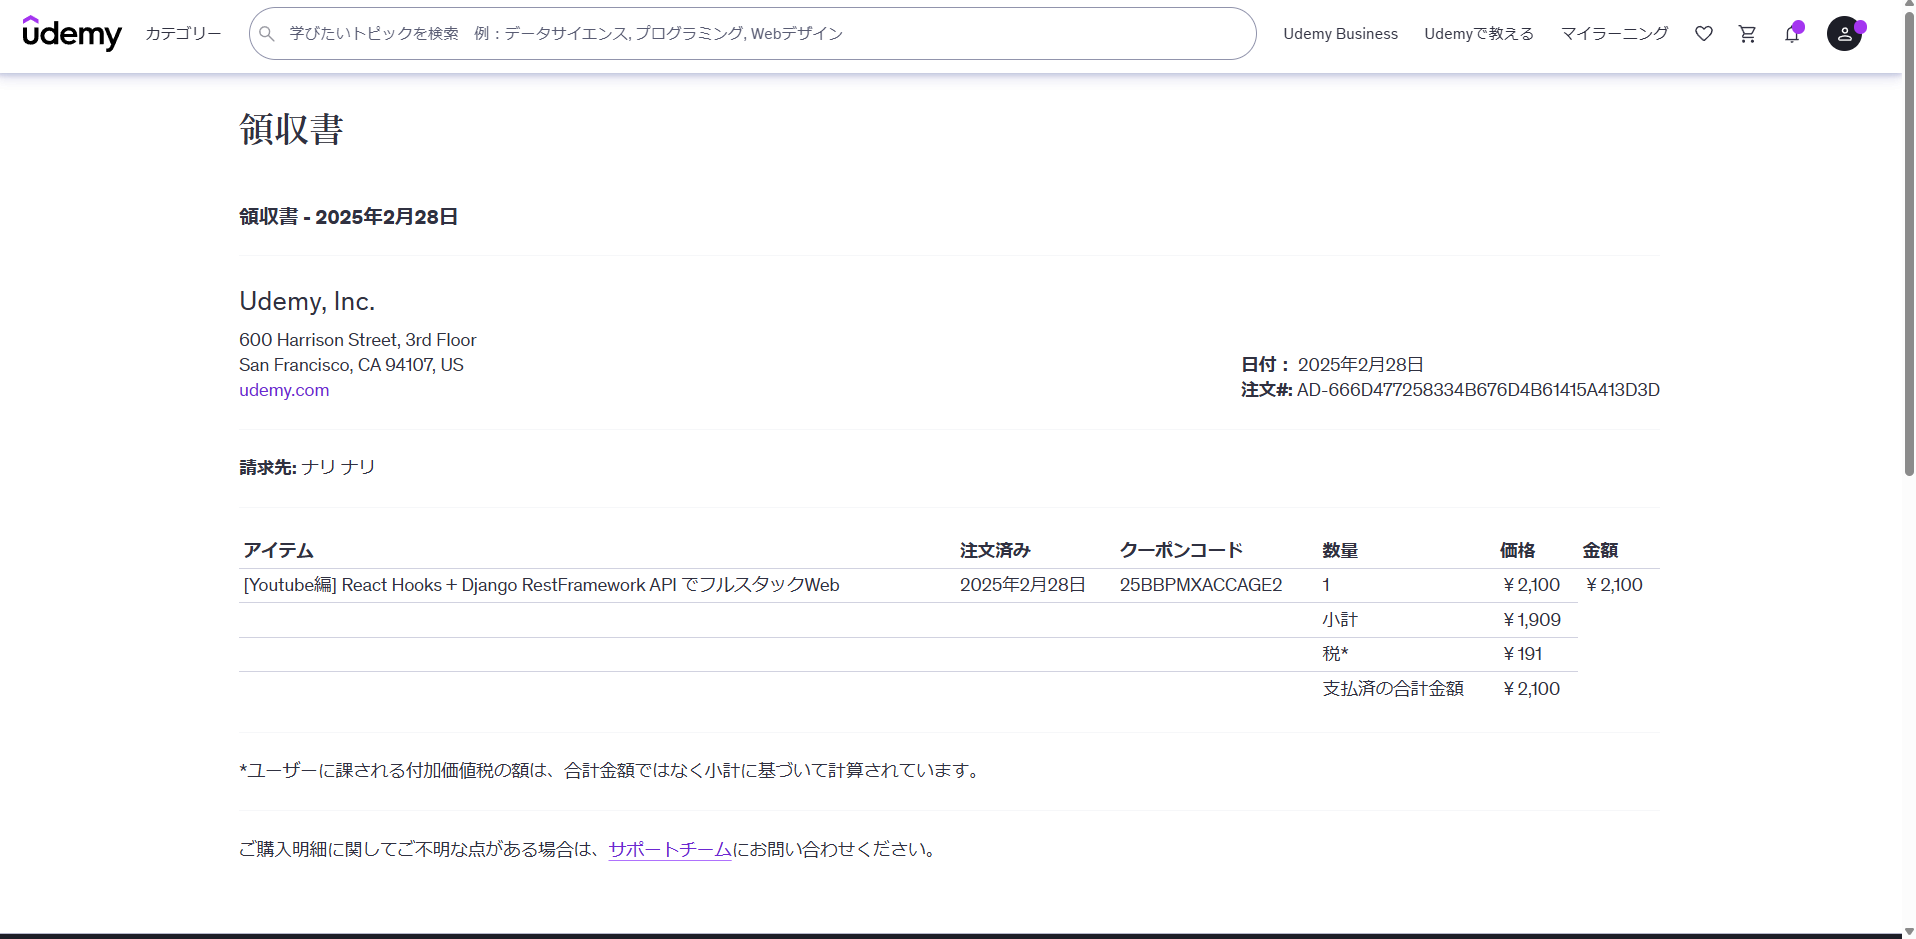 udemy カテゴリー 学びたいトピックを検索　例：データサイエンス, プログラミング, Webデザイン Udemy Business Udemyで教える マイラーニング
領収書
領収書 - 2025年2月28日
Udemy, Inc.
600 Harrison Street, 3rd Floor
San Francisco, CA 94107, US
udemy.com
日付： 2025年2月28日
注文#: AD-666D477258334B676D4B61415A413D3D
請求先: ナリ ナリ
アイテム 注文済み クーポンコード 数量 価格 金額
[Youtube編] React Hooks + Django RestFramework API でフルスタックWeb 2025年2月28日 25BBPMXACCAGE2 1 ￥2,100 ￥2,100
小計 ￥1,909
税* ￥191
支払済の合計金額 ￥2,100
*ユーザーに課される付加価値税の額は、合計金額ではなく小計に基づいて計算されています。
ご購入明細に関してご不明な点がある場合は、サポートチームにお問い合わせください。